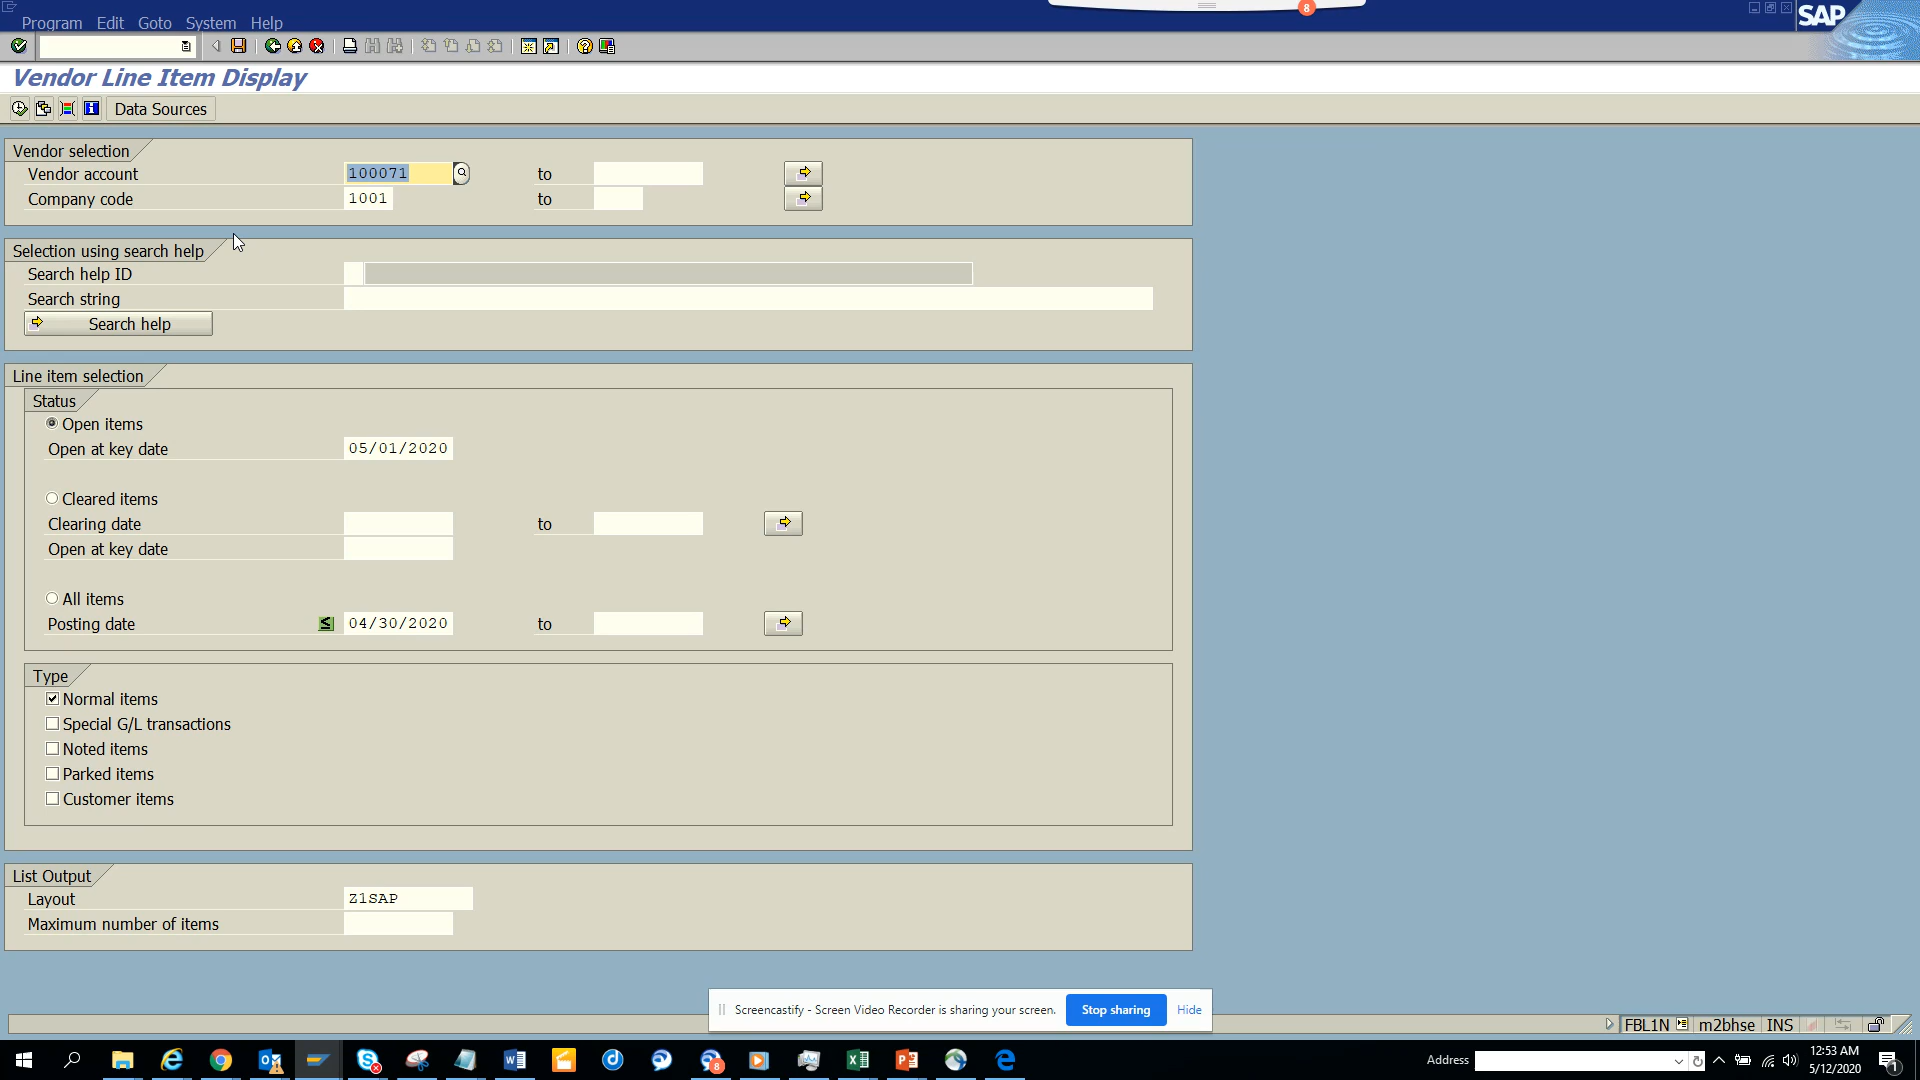 8
Program Edit Goto System Help
SAP
Vendor Line Item Display
Data Sources
Vendor selection
Vendor account 100071 to
Company code 1001 to
Selection using search help
Search help ID
Search string
Search help
Line item selection
Status
Open items
Open at key date 05/01/2020
Cleared items
Clearing date to
Open at key date
All items
Posting date ≤ 04/30/2020 to
Type
Normal items
Special G/L transactions
Noted items
Parked items
Customer items
List Output
Layout Z1SAP
Maximum number of items
Screencastify - Screen Video Recorder is sharing your screen. Stop sharing Hide
FBL1N m2bhse INS
8
Address
12:53 AM
5/12/2020
1